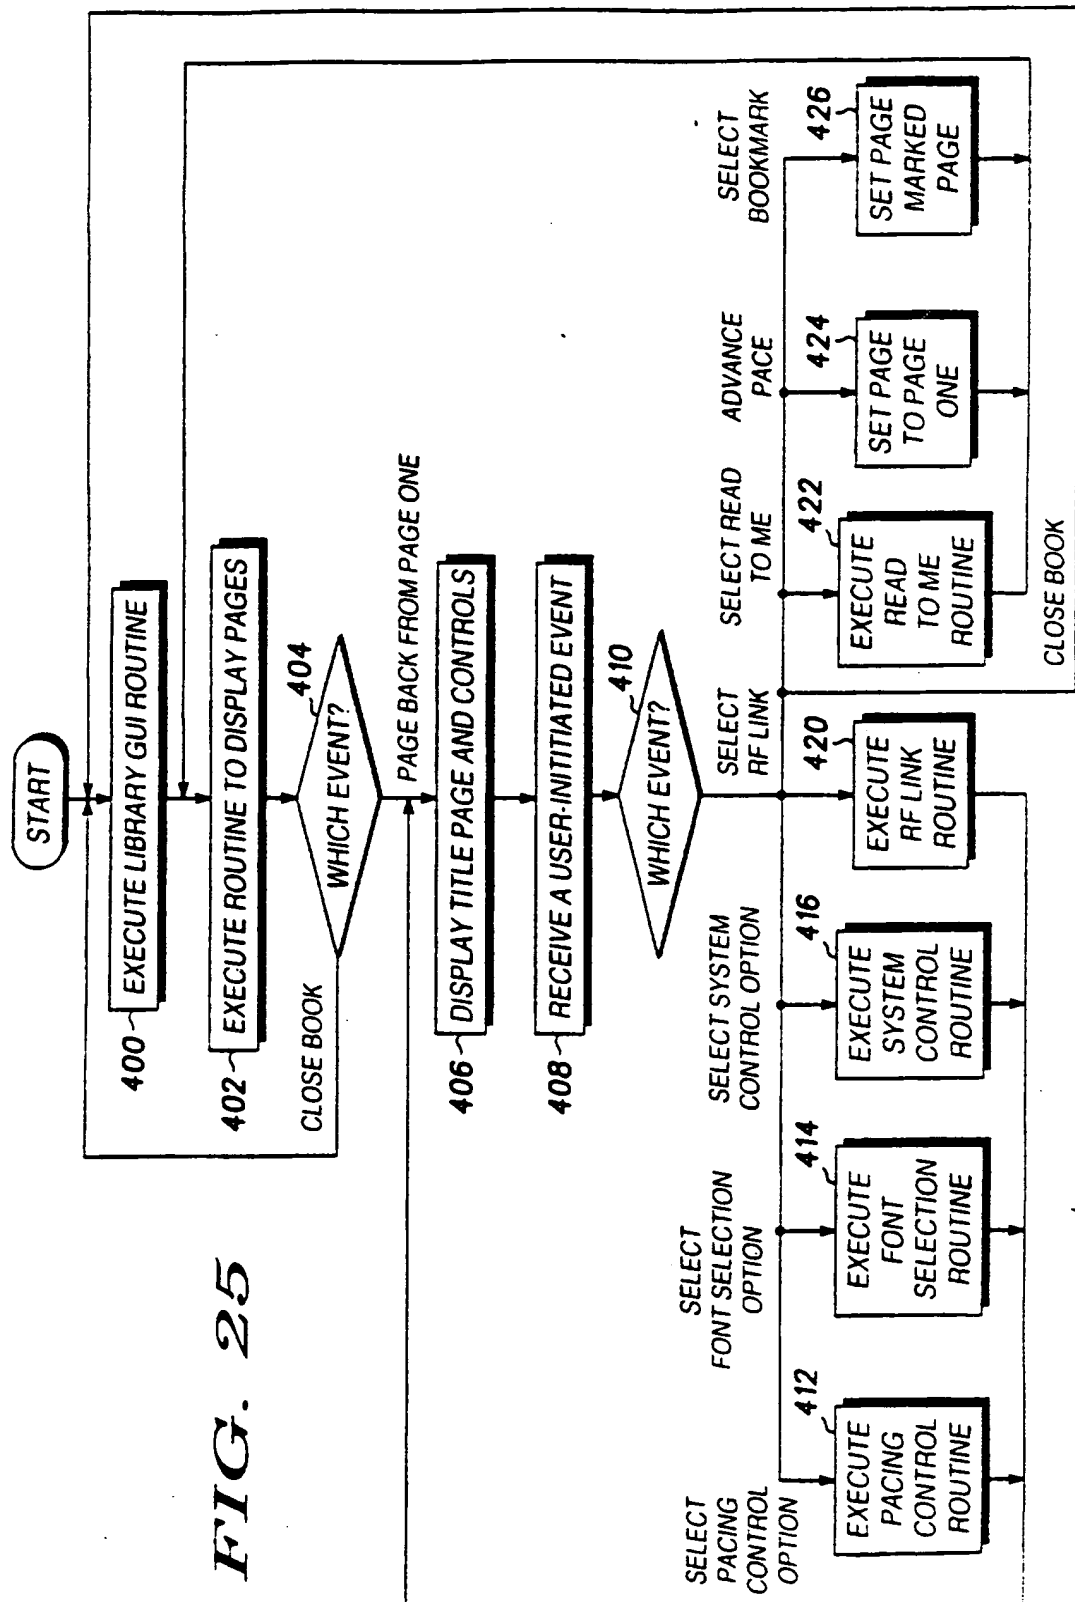 FIG. 25
START
400
EXECUTE LIBRARY GUI ROUTINE
402
EXECUTE ROUTINE TO DISPLAY PAGES
404
WHICH EVENT?
CLOSE BOOK
PAGE BACK FROM PAGE ONE
406
DISPLAY TITLE PAGE AND CONTROLS
408
RECEIVE A USER-INITITIATED EVENT
410
WHICH EVENT?
SELECT
PACING
CONTROL
OPTION
SELECT
FONT SELECTION
OPTION
SELECT SYSTEM
CONTROL OPTION
SELECT
RF LINK
SELECT READ
TO ME
ADVANCE
PACE
SELECT
BOOKMARK
412
EXECUTE
PACING
CONTROL
ROUTINE
414
EXECUTE
FONT
SELECTION
ROUTINE
416
EXECUTE
SYSTEM
CONTROL
ROUTINE
420
EXECUTE
RF LINK
ROUTINE
422
EXECUTE
READ
TO ME
ROUTINE
424
SET PAGE
TO PAGE
ONE
426
SET PAGE
MARKED
PAGE
CLOSE BOOK